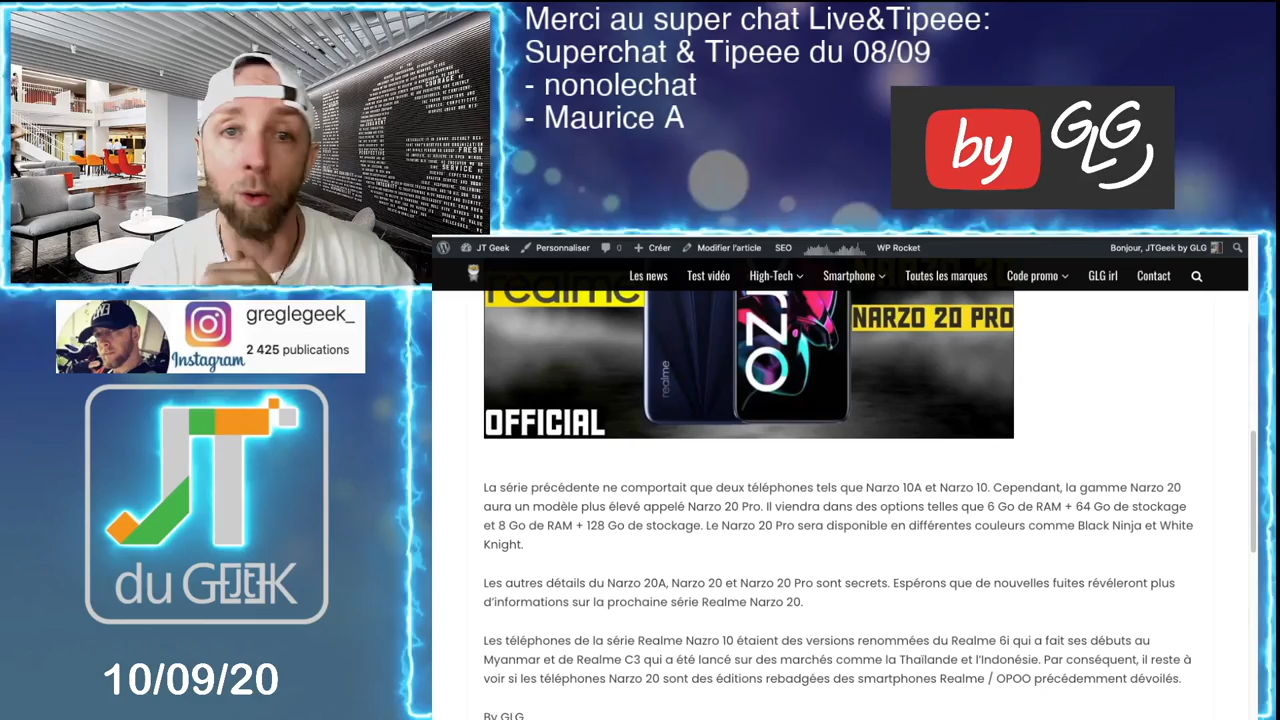 Merci au super chat Live&Tipeee:
Superchat & Tipeee du 08/09
- nonolechat
- Maurice A
by GLG
COURAGE
FRESH
SERVICE
JT Geek
Personnaliser
0
Créer
Modifier l'article
SEO
WP Rocket
Bonjour, JTGeek by GLG
Les news
Test vidéo
High-Tech
Smartphone
Toutes les marques
Code promo
GLG irl
Contact
greglegeek_
Instagram
2 425 publications
realme
NARZO 20 PRO
realme
OFFICIAL
La série précédente ne comportait que deux téléphones tels que Narzo 10A et Narzo 10. Cependant, la gamme Narzo 20
aura un modèle plus élevé appelé Narzo 20 Pro. Il viendra dans des options telles que 6 Go de RAM + 64 Go de stockage
et 8 Go de RAM + 128 Go de stockage. Le Narzo 20 Pro sera disponible en différentes couleurs comme Black Ninja et White
Knight.
Les autres détails du Narzo 20A, Narzo 20 et Narzo 20 Pro sont secrets. Espérons que de nouvelles fuites révéleront plus
d'informations sur la prochaine série Realme Narzo 20.
Les téléphones de la série Realme Nazro 10 étaient des versions renommées du Realme 6i qui a fait ses débuts au
Myanmar et de Realme C3 qui a été lancé sur des marchés comme la Thaïlande et l'Indonésie. Par conséquent, il reste à
voir si les téléphones Narzo 20 sont des éditions rebadgées des smartphones Realme / OPOO précédemment dévoilés.
By GLG
JT
du GEEK
10/09/20